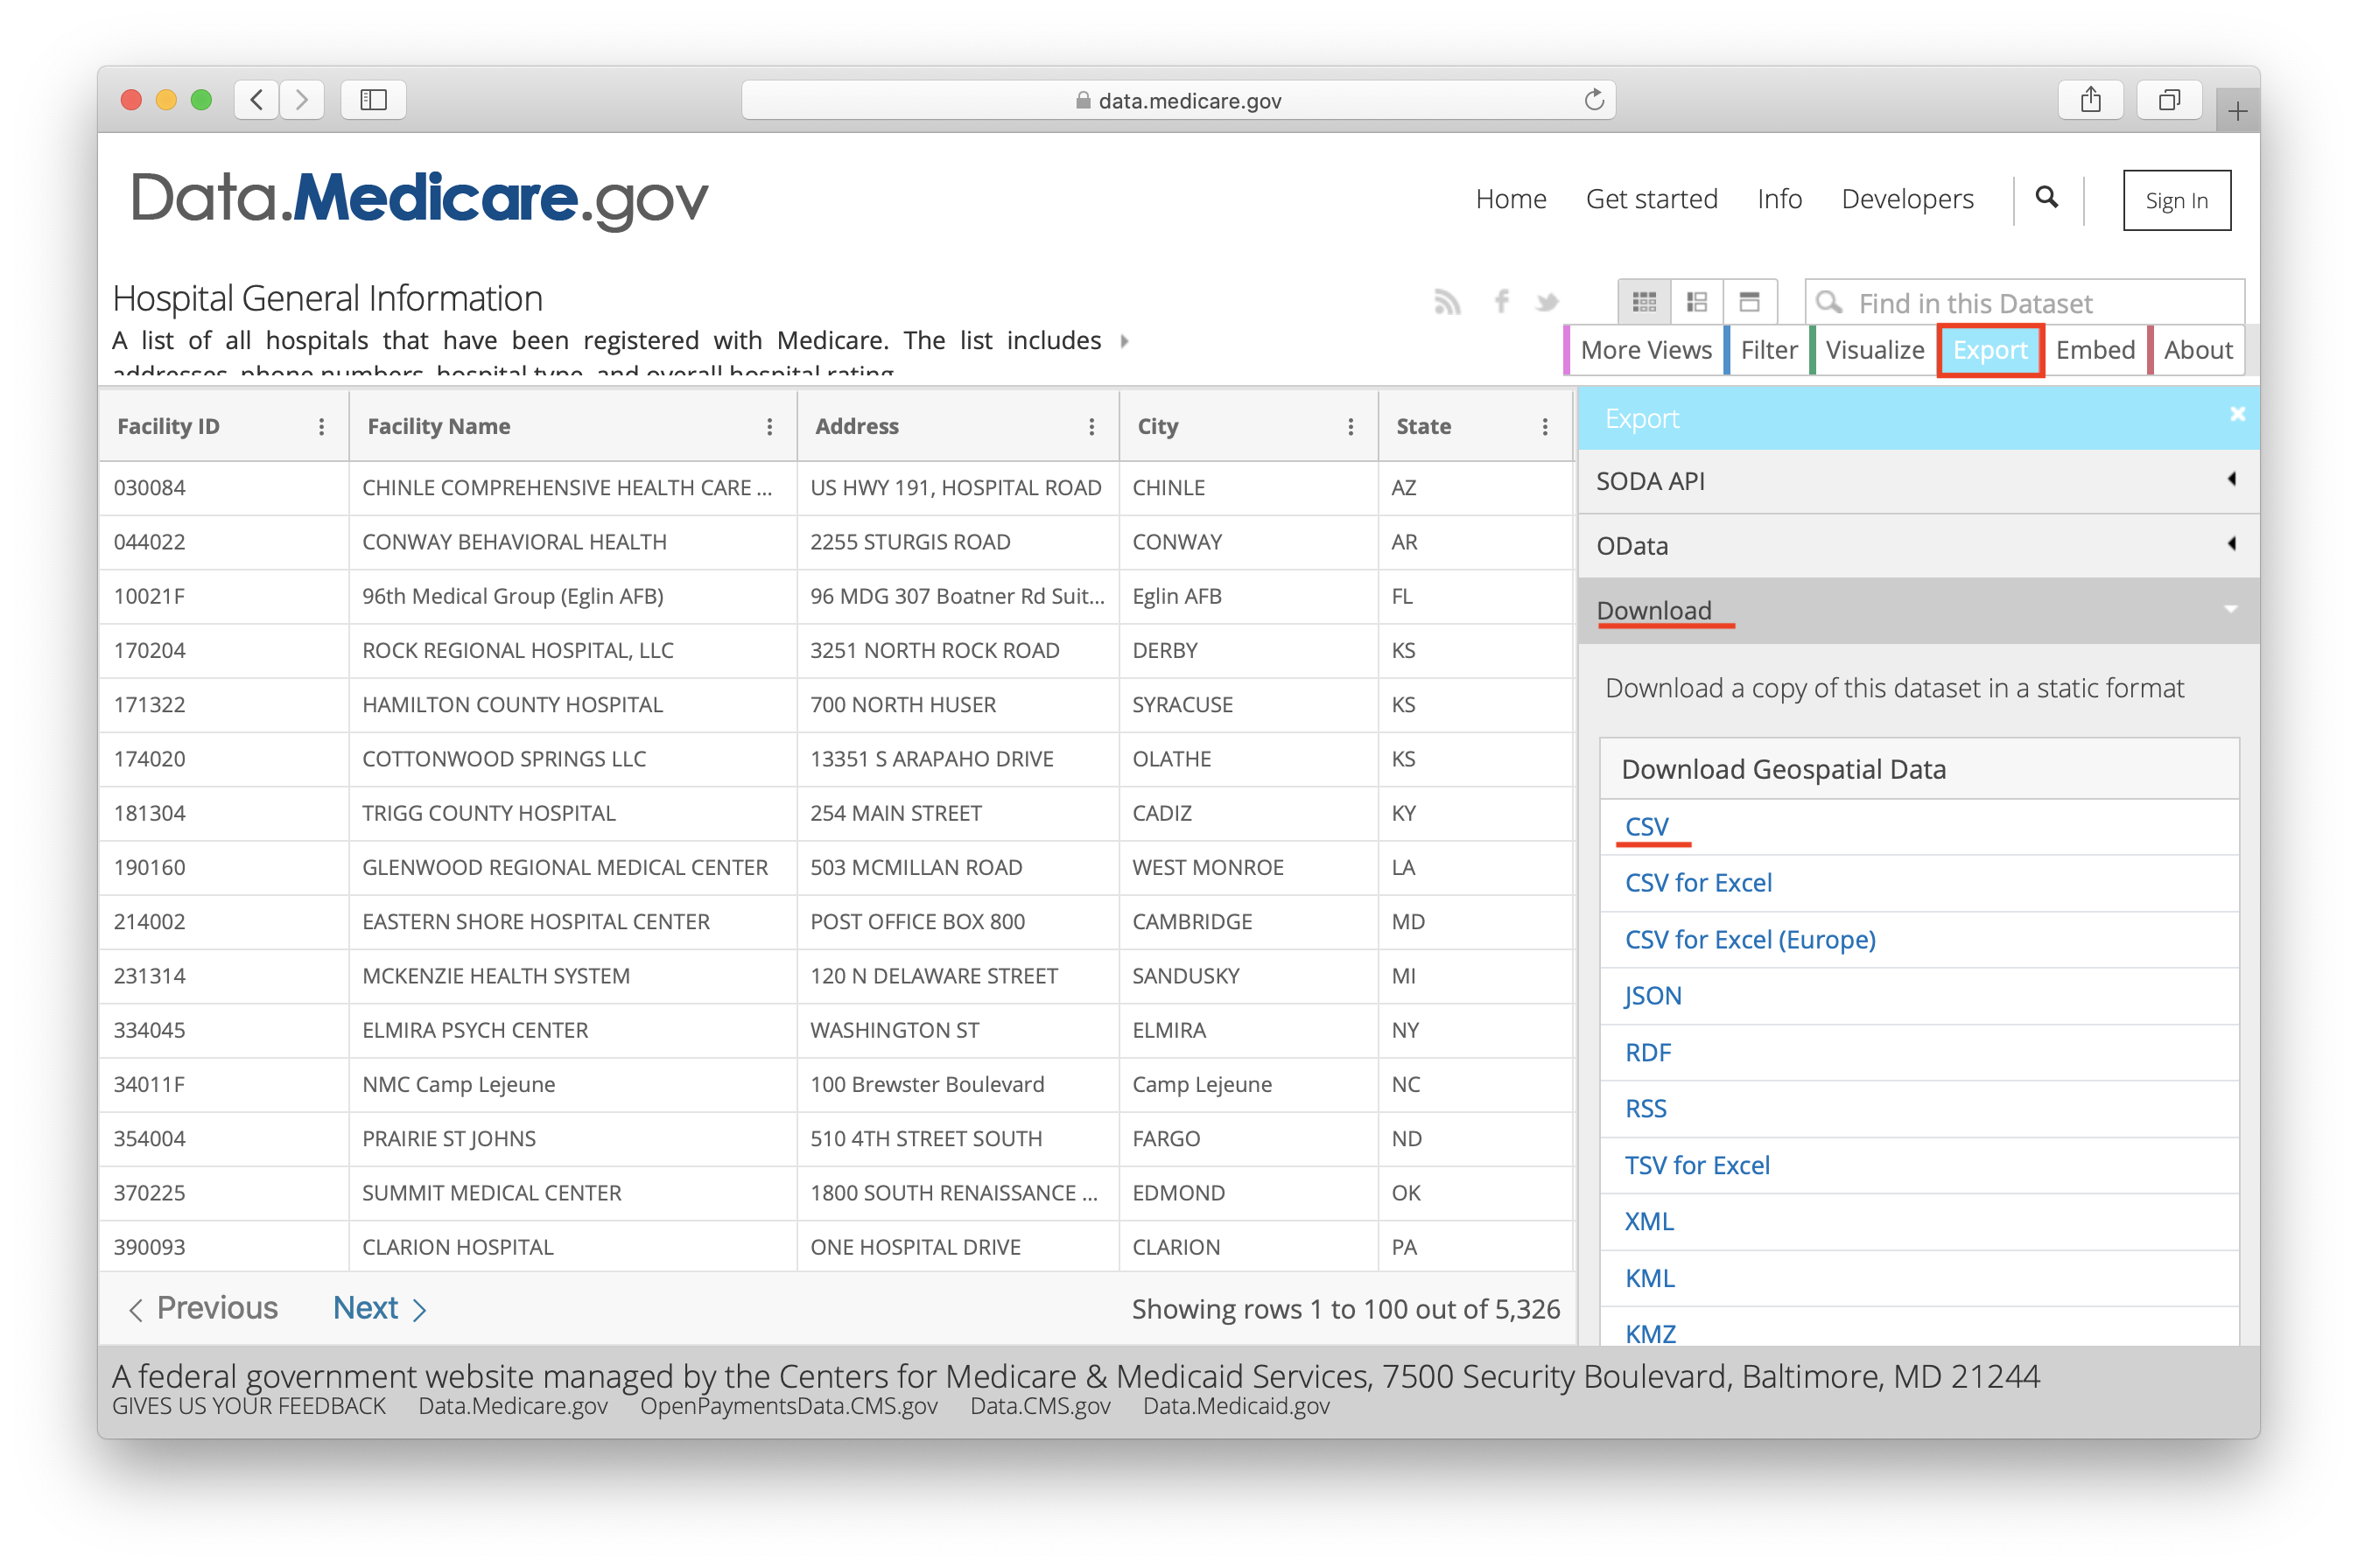 data.medicare.gov
Data.Medicare.gov
Home Get started Info Developers Sign In
Hospital General Information
Find in this Dataset
A list of all hospitals that have been registered with Medicare. The list includes
addresses, phone numbers, hospital type, and overall hospital rating.
More Views Filter Visualize Export Embed About
Facility ID Facility Name Address City State
030084 CHINLE COMPREHENSIVE HEALTH CARE ... US HWY 191, HOSPITAL ROAD CHINLE AZ
044022 CONWAY BEHAVIORAL HEALTH 2255 STURGIS ROAD CONWAY AR
10021F 96th Medical Group (Eglin AFB) 96 MDG 307 Boatner Rd Suit... Eglin AFB FL
170204 ROCK REGIONAL HOSPITAL, LLC 3251 NORTH ROCK ROAD DERBY KS
171322 HAMILTON COUNTY HOSPITAL 700 NORTH HUSER SYRACUSE KS
174020 COTTONWOOD SPRINGS LLC 13351 S ARAPAHO DRIVE OLATHE KS
181304 TRIGG COUNTY HOSPITAL 254 MAIN STREET CADIZ KY
190160 GLENWOOD REGIONAL MEDICAL CENTER 503 MCMILLAN ROAD WEST MONROE LA
214002 EASTERN SHORE HOSPITAL CENTER POST OFFICE BOX 800 CAMBRIDGE MD
231314 MCKENZIE HEALTH SYSTEM 120 N DELAWARE STREET SANDUSKY MI
334045 ELMIRA PSYCH CENTER WASHINGTON ST ELMIRA NY
34011F NMC Camp Lejeune 100 Brewster Boulevard Camp Lejeune NC
354004 PRAIRIE ST JOHNS 510 4TH STREET SOUTH FARGO ND
370225 SUMMIT MEDICAL CENTER 1800 SOUTH RENAISSANCE ... EDMOND OK
390093 CLARION HOSPITAL ONE HOSPITAL DRIVE CLARION PA
Previous Next Showing rows 1 to 100 out of 5,326
Export
SODA API
OData
Download
Download a copy of this dataset in a static format
Download Geospatial Data
CSV
CSV for Excel
CSV for Excel (Europe)
JSON
RDF
RSS
TSV for Excel
XML
KML
KMZ
A federal government website managed by the Centers for Medicare & Medicaid Services, 7500 Security Boulevard, Baltimore, MD 21244
GIVES US YOUR FEEDBACK Data.Medicare.gov OpenPaymentsData.CMS.gov Data.CMS.gov Data.Medicaid.gov